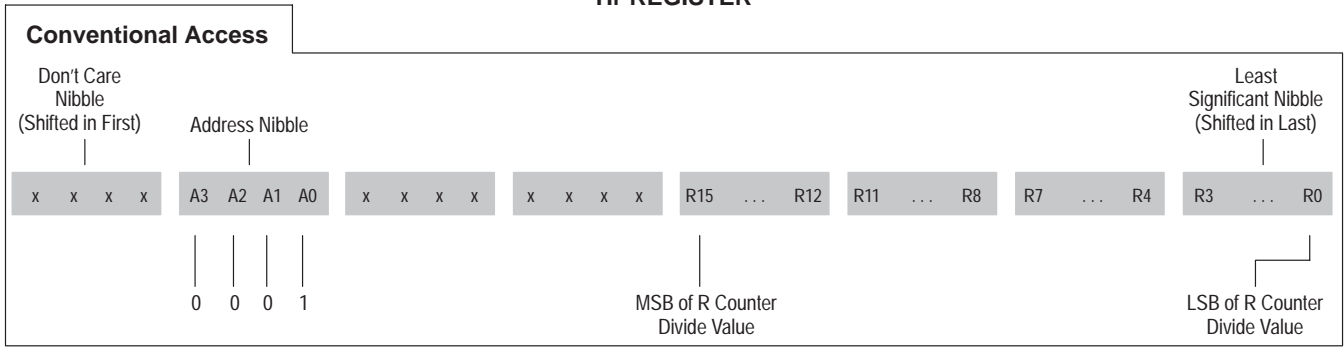 REGISTER
Conventional Access
Don't Care
Nibble
(Shifted in First)
Address Nibble
Least
Significant Nibble
(Shifted in Last)
x x x x A3 A2 A1 A0 x x x x x x x x R15 ... R12 R11 ... R8 R7 ... R4 R3 ... R0
0 0 0 1
MSB of R Counter
Divide Value
LSB of R Counter
Divide Value